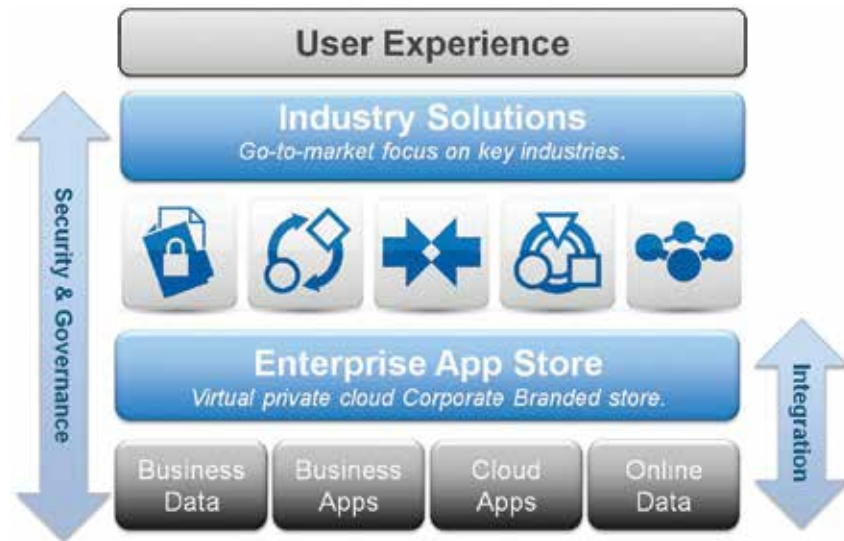 User Experience
Industry Solutions
Go-to-market focus on key industries.
Security & Governance
Enterprise App Store
Virtual private cloud Corporate Branded store.
Integration
Business
Data
Business
Apps
Cloud
Apps
Online
Data